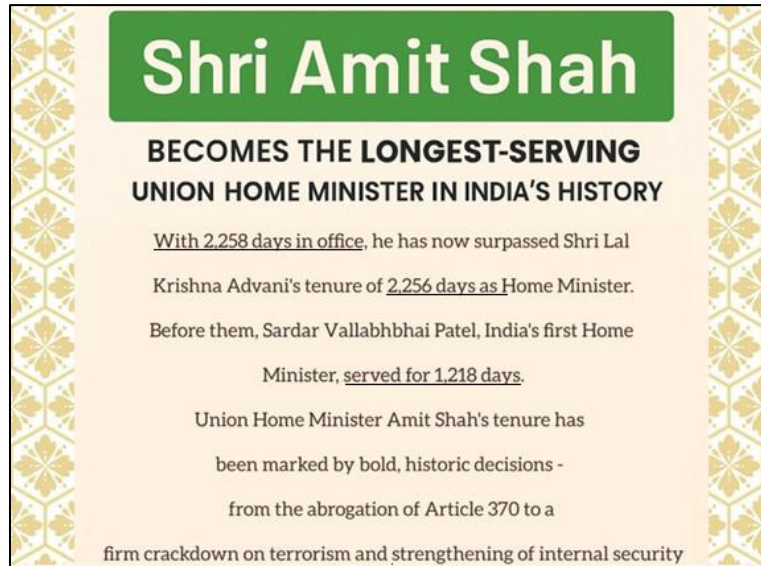 Shri Amit Shah
BECOMES THE LONGEST-SERVING
UNION HOME MINISTER IN INDIA'S HISTORY
With 2,258 days in office, he has now surpassed Shri Lal
Krishna Advani's tenure of 2,256 days as Home Minister.
Before them, Sardar Vallabhbhai Patel, India's first Home
Minister, served for 1,218 days.
Union Home Minister Amit Shah's tenure has
been marked by bold, historic decisions -
from the abrogation of Article 370 to a
firm crackdown on terrorism and strengthening of internal security